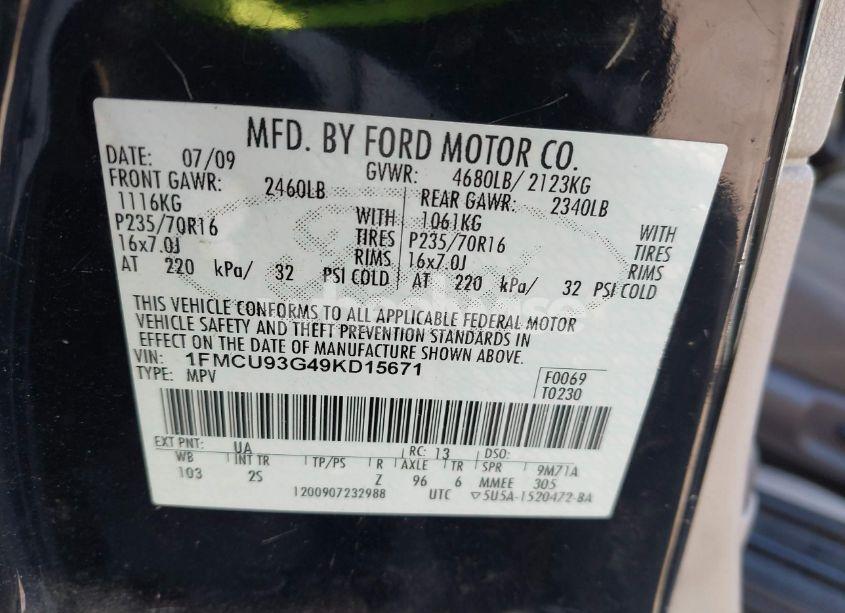 MFD. BY FORD MOTOR CO.
DATE: 07/09 GVWR: 4680LB/ 2123KG
FRONT GAWR: 2460LB REAR GAWR: 2340LB
1116KG WITH 1061KG WITH
P235/70R16 TIRES P235/70R16 TIRES
16x7.0J RIMS 16x7.0J RIMS
AT 220 kPa/ 32 PSI COLD AT 220 kPa/ 32 PSI COLD
THIS VEHICLE CONFORMS TO ALL APPLICABLE FEDERAL MOTOR
VEHICLE SAFETY AND THEFT PREVENTION STANDARDS IN
EFFECT ON THE DATE OF MANUFACTURE SHOWN ABOVE.
VIN: 1FMCU93G49KD15671
TYPE: MPV
F0069
T0230
EXT PNT: UA RC: 13 DSO:
WB INT TR TP/PS R AXLE TR SPR 9M71A
103 2S Z 96 6 MMEE 305
1200907232988 UTC ▽5U5A-1520472-BA